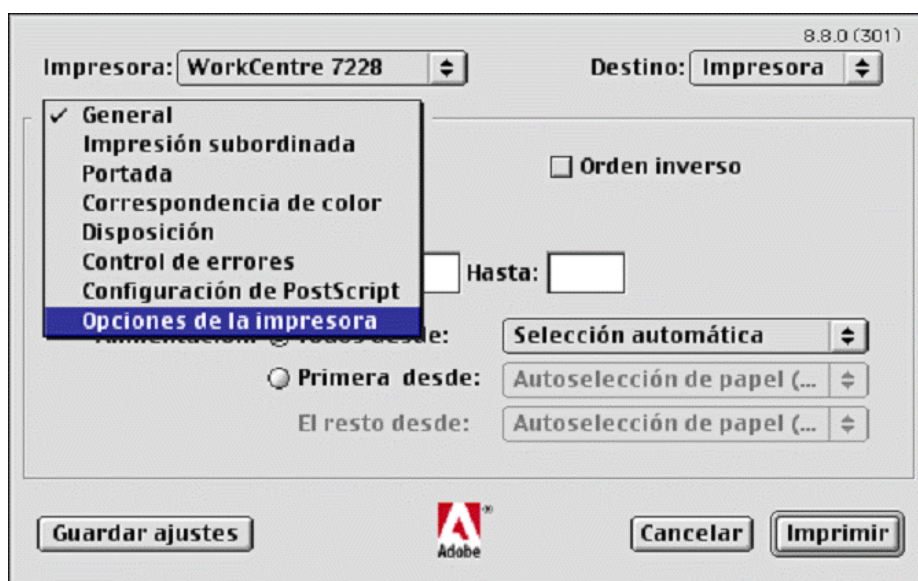 8.8.0 (301)
Impresora: WorkCentre 7228 Destino: Impresora
✓ General
Impresión subordinada
Portada
Orden inverso
Correspondencia de color
Disposición
Control de errores
Hasta:
Configuración de PostScript
Opciones de la impresora
desde: Selección automática
Primera desde: Autoselección de papel (...
El resto desde: Autoselección de papel (...
Guardar ajustes
Adobe ®
Cancelar Imprimir